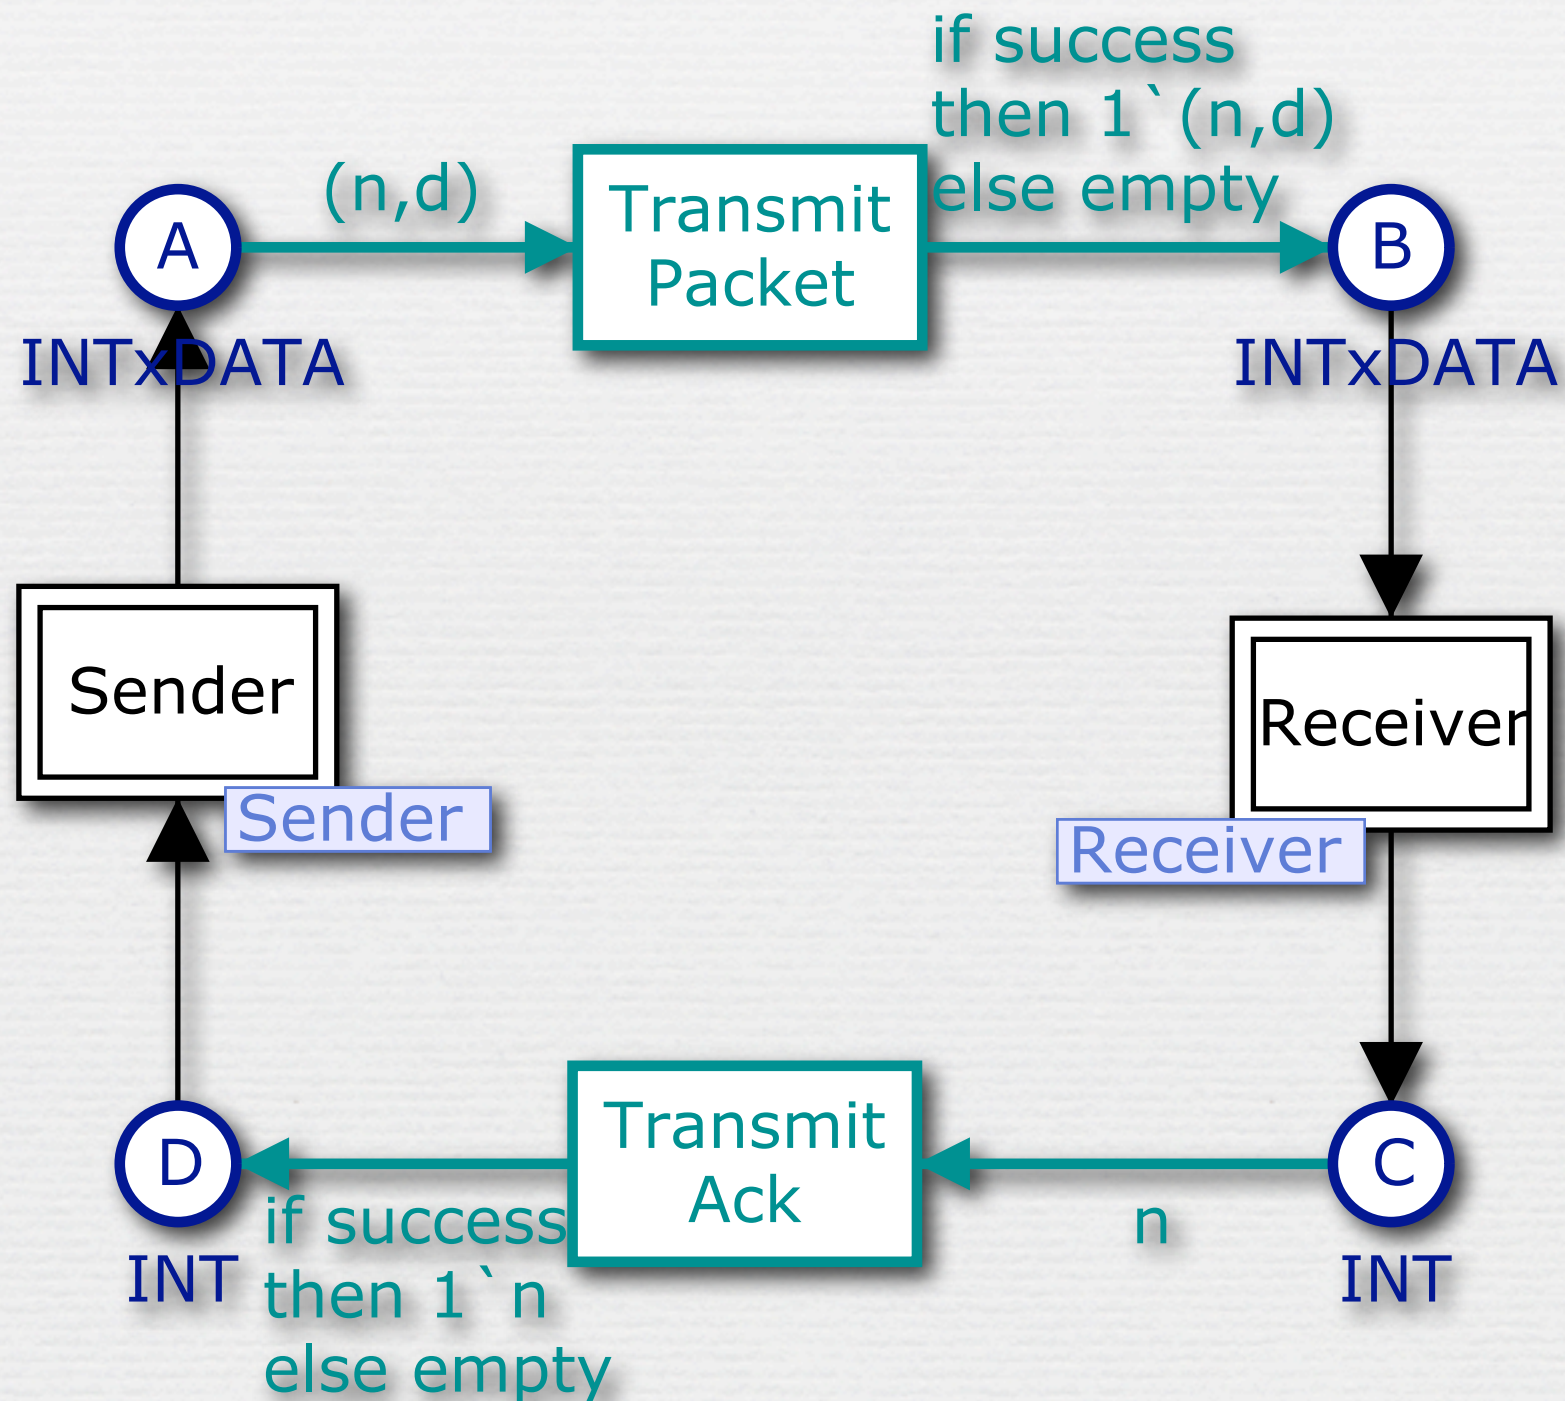 if success
then 1`(n,d)
else empty
(n,d)
Transmit
Packet
A
B
INTxDATA
INTxDATA
Sender
Sender
Receiver
Receiver
Transmit
Ack
D
C
n
INT
INT
if success
then 1`n
else empty